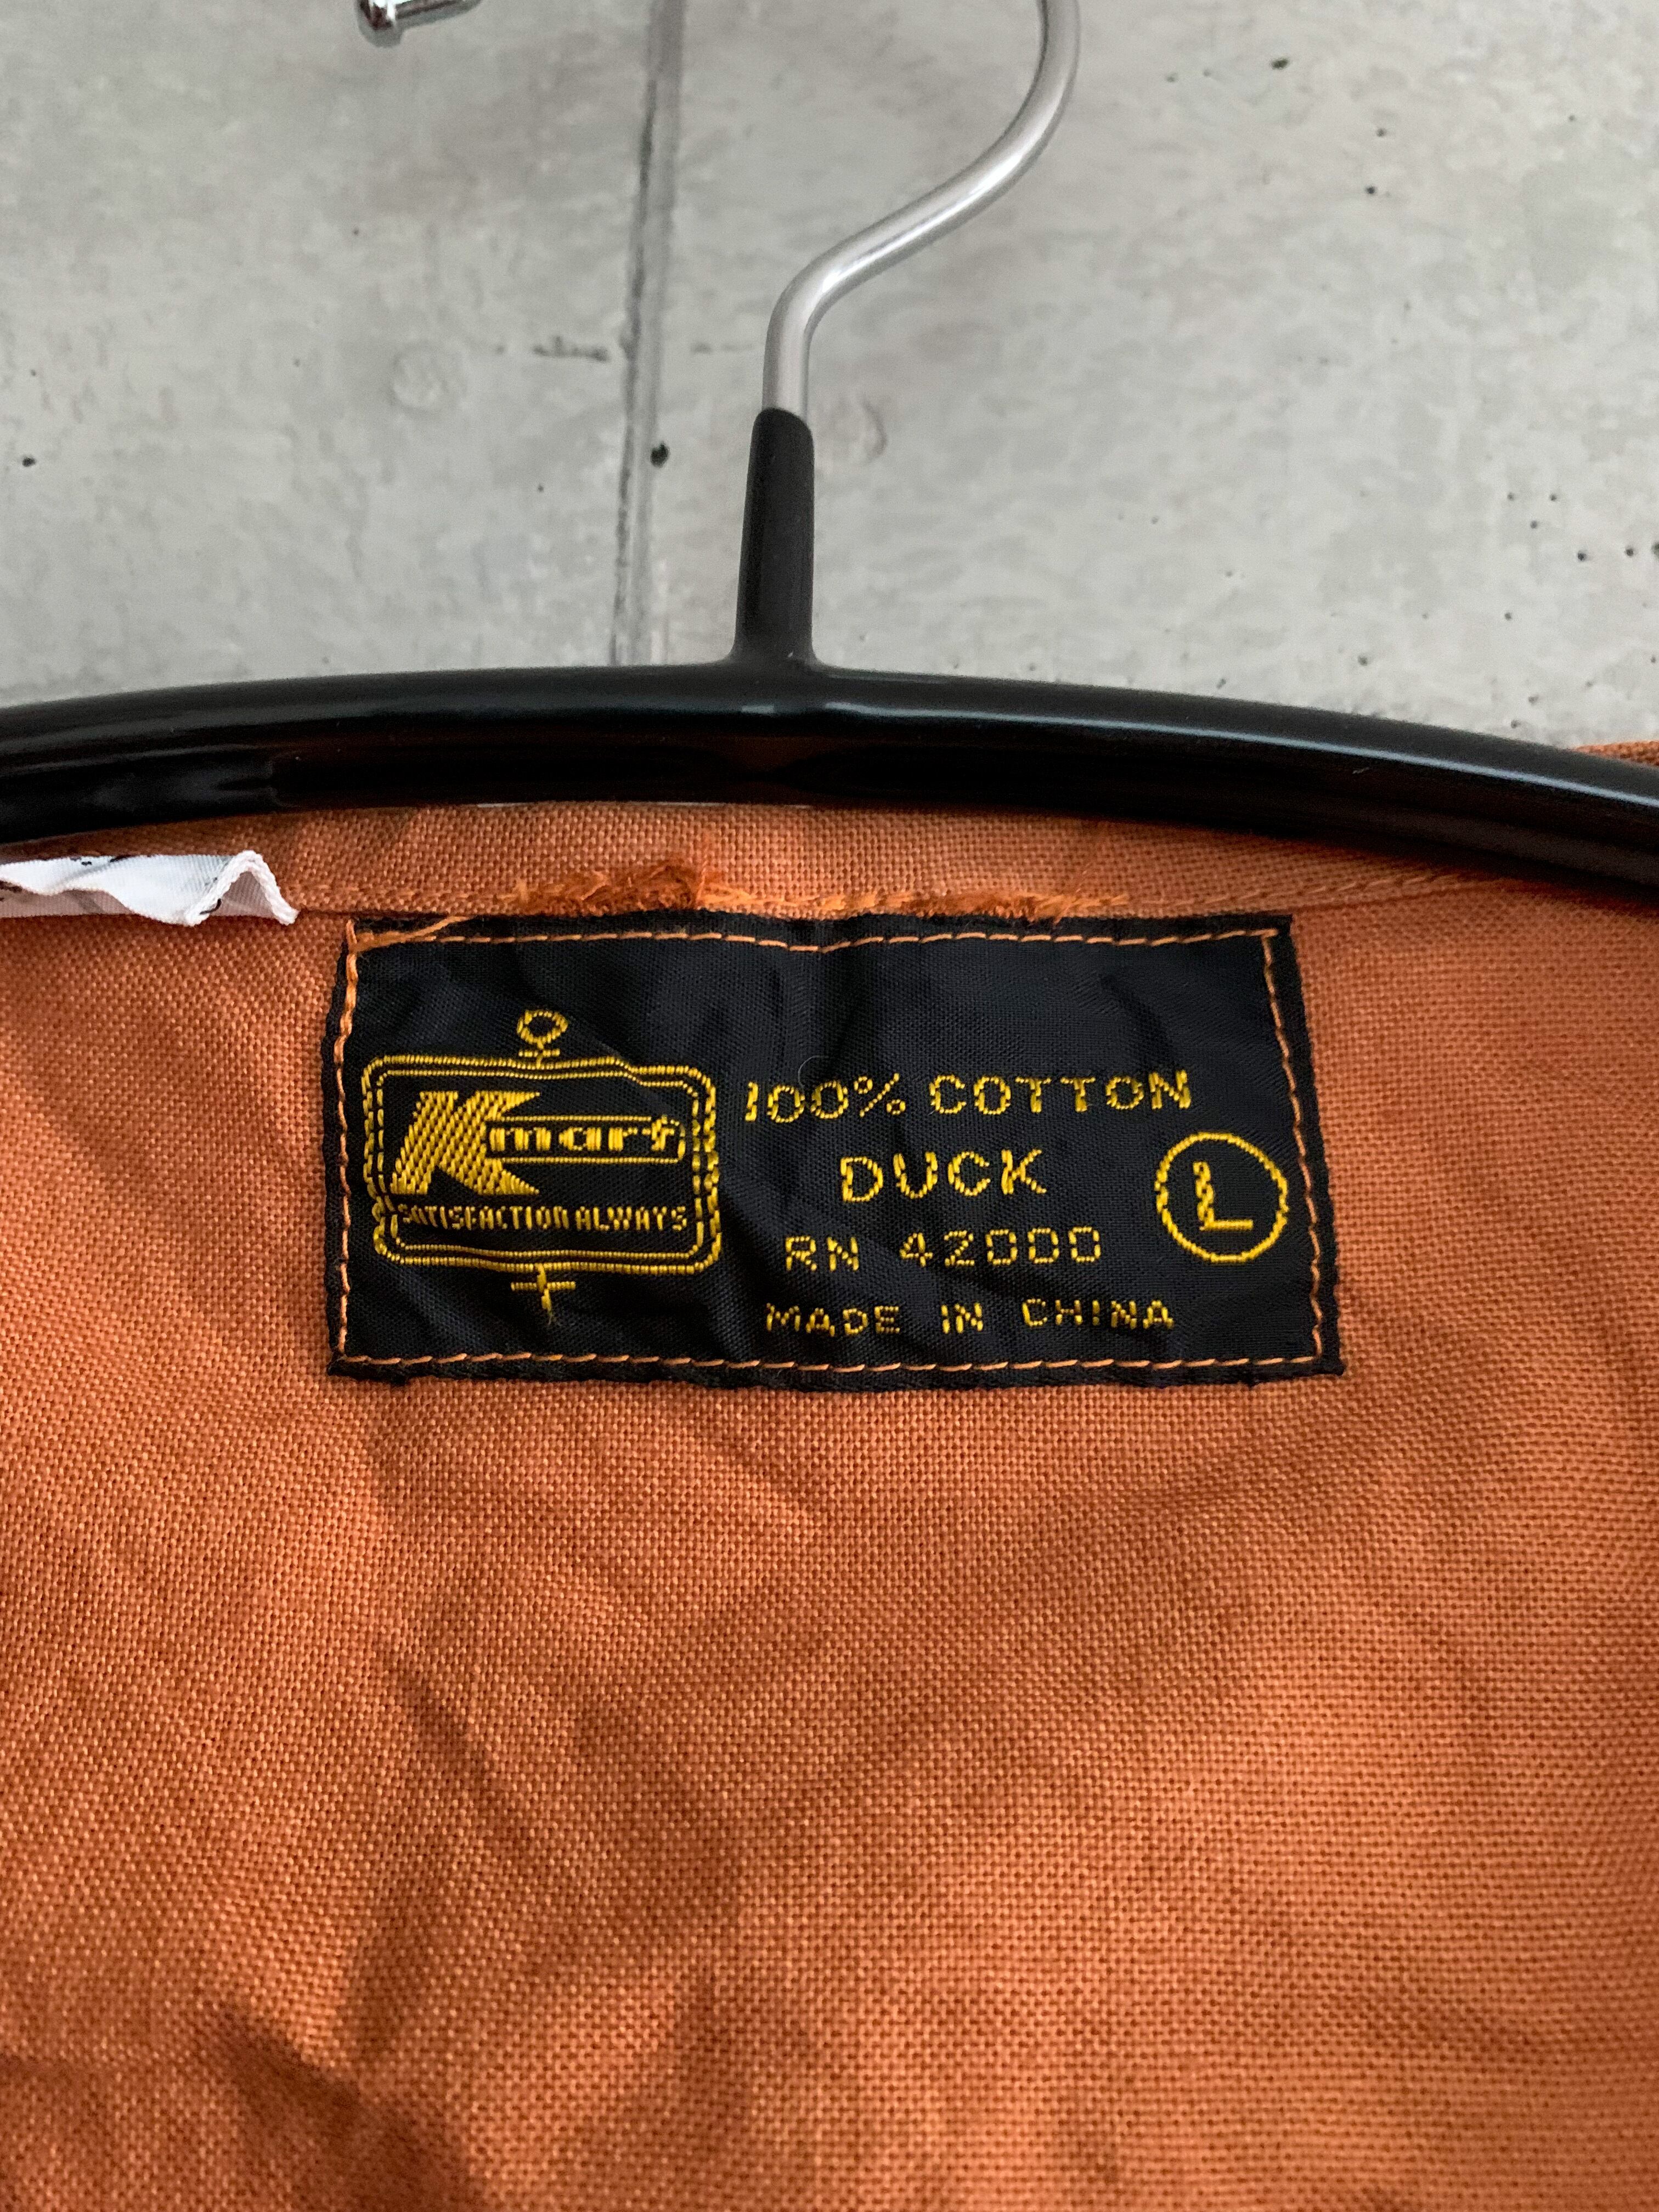 Kmart
SATISFACTION ALWAYS
100% COTTON
DUCK
RN 42000
MADE IN CHINA
L